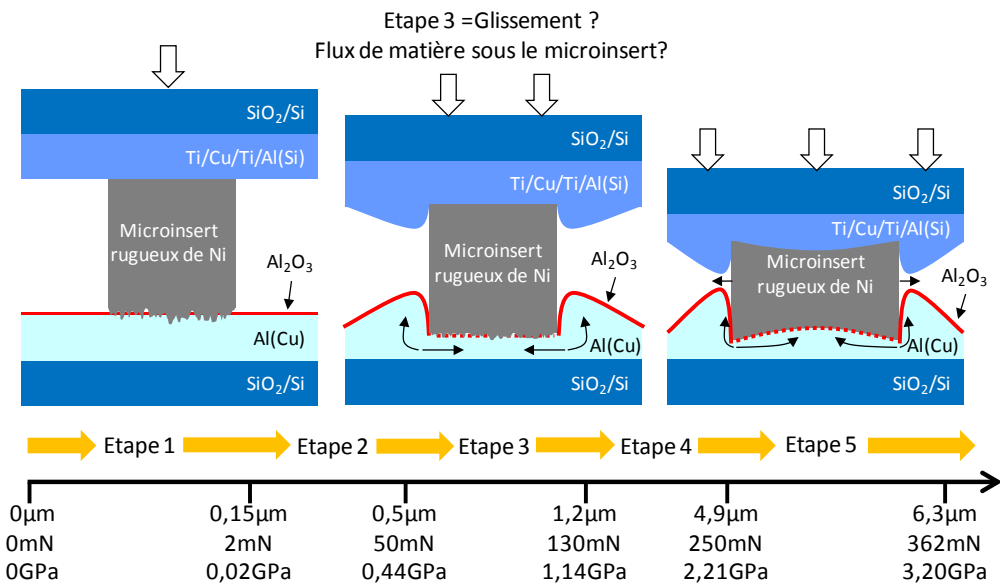 Etape 3 =Glissement ?
Flux de matière sous le microinsert?
SiO2/Si
Ti/Cu/Ti/Al(Si)
Microinsert
rugueux de Ni
Al2O3
Al(Cu)
SiO2/Si
SiO2/Si
Ti/Cu/Ti/Al(Si)
Microinsert
rugueux de Ni
Al2O3
Al(Cu)
SiO2/Si
SiO2/Si
Ti/Cu/Ti/Al(Si)
Microinsert
rugueux de Ni
Al2O3
Al(Cu)
SiO2/Si
Etape 1 Etape 2 Etape 3 Etape 4 Etape 5
0µm 0,15µm 0,5µm 1,2µm 4,9µm 6,3µm
0mN 2mN 50mN 130mN 250mN 362mN
0GPa 0,02GPa 0,44GPa 1,14GPa 2,21GPa 3,20GPa